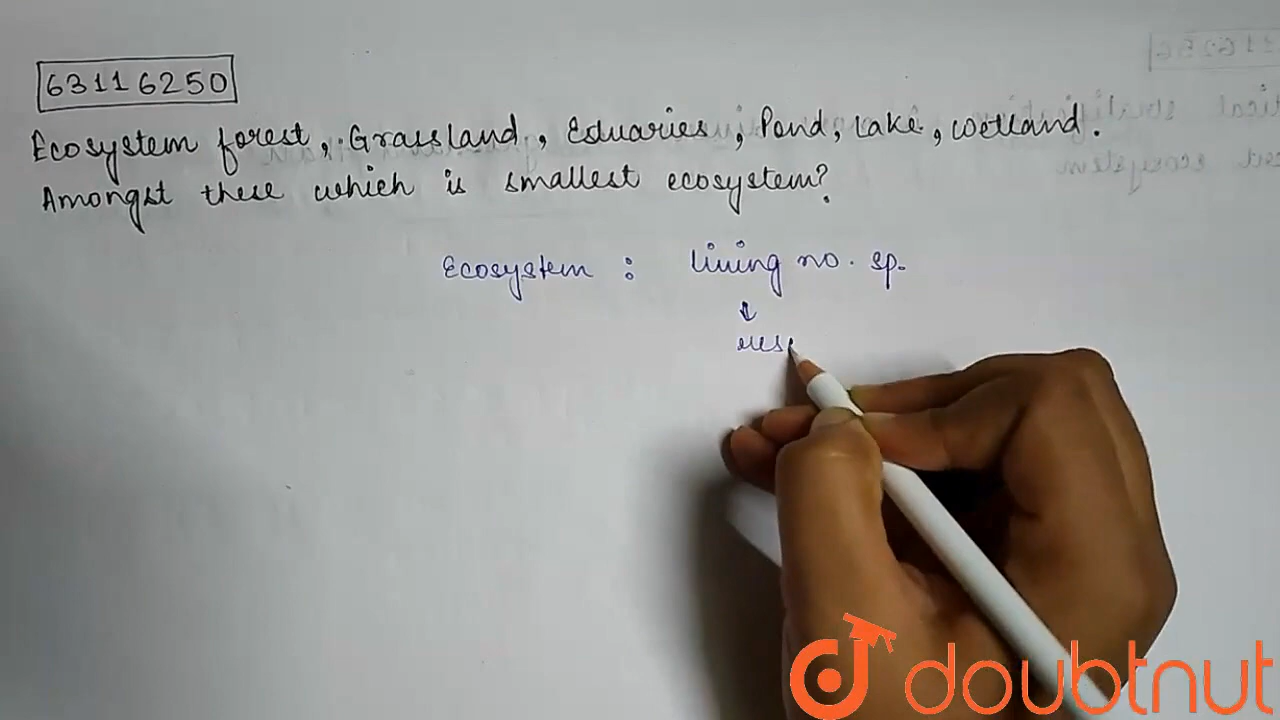 63116250
Ecosystem forest, Grassland, Estuaries, Pond, Lake, Wetland.
Amongst these which is smallest ecosystem?
Ecosystem : living no. sp.
doubtnut